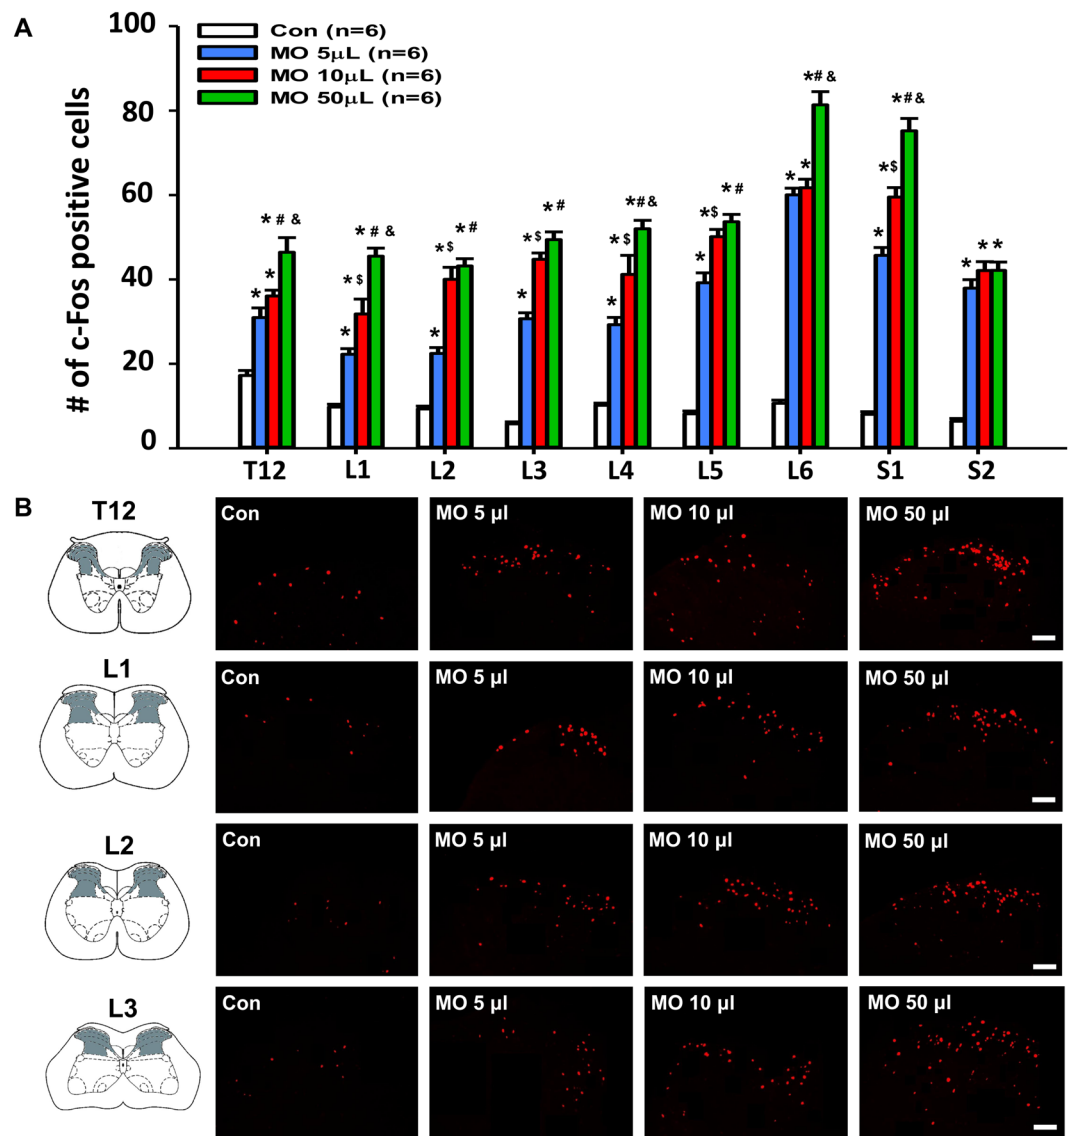 A
# of c-Fos positive cells
100
80
60
40
20
0
Con (n=6)
MO 5μL (n=6)
MO 10μL (n=6)
MO 50μL (n=6)
* * *# &
* *$ *# &
* *$ *#
* *$ *#
* *$ *# &
* *$ *#
* * *# &
* *$ *# &
* * *
T12 L1 L2 L3 L4 L5 L6 S1 S2
B
T12
Con MO 5 µl MO 10 µl MO 50 µl
L1
Con MO 5 µl MO 10 µl MO 50 µl
L2
Con MO 5 µl MO 10 µl MO 50 µl
L3
Con MO 5 µl MO 10 µl MO 50 µl